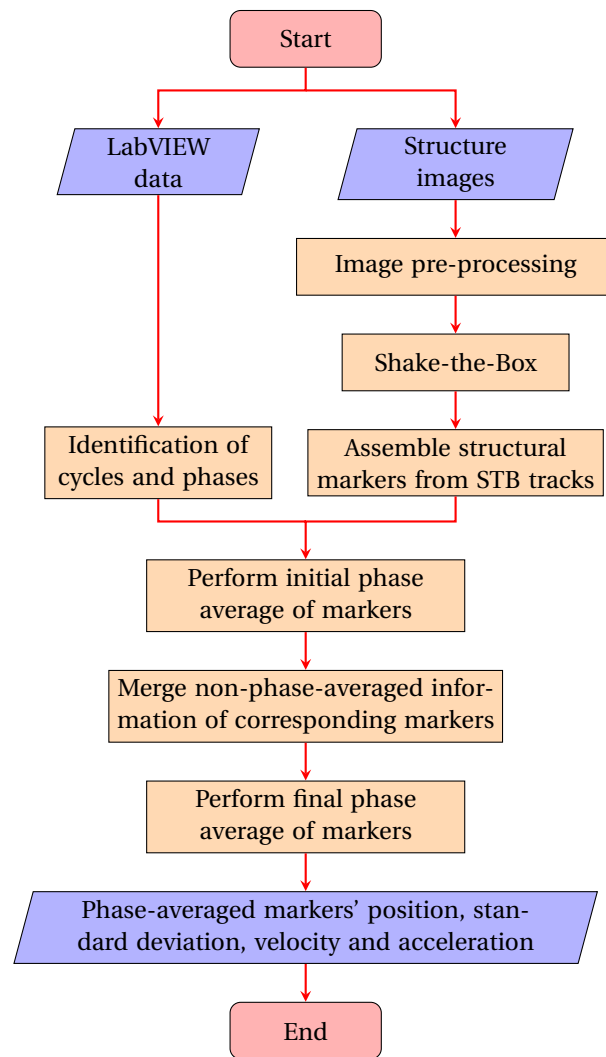 Start
LabVIEW
data
Structure
images
Image pre-processing
Shake-the-Box
Identification of
cycles and phases
Assemble structural
markers from STB tracks
Perform initial phase
average of markers
Merge non-phase-averaged infor-
mation of corresponding markers
Perform final phase
average of markers
Phase-averaged markers’ position, stan-
dard deviation, velocity and acceleration
End